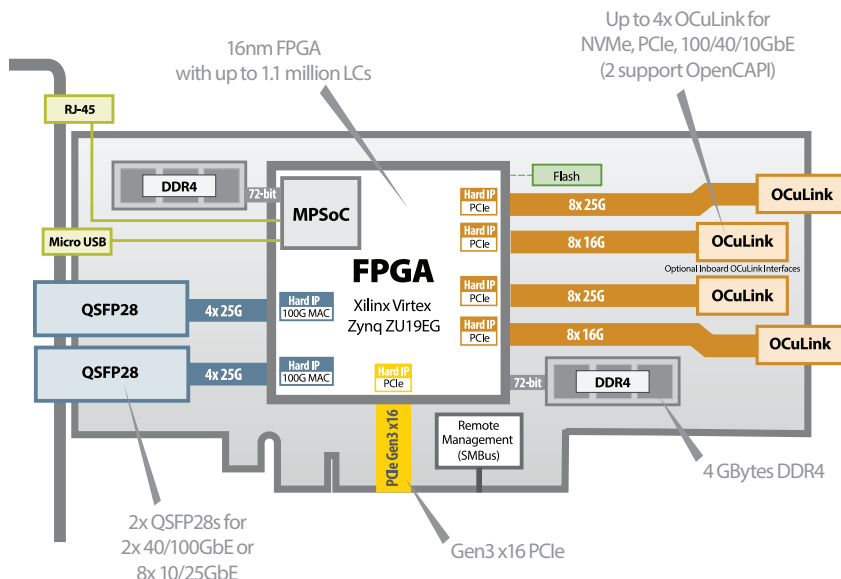 Up to 4x OCuLink for
NVMe, PCIe, 100/40/10GbE
(2 support OpenCAPI)
16nm FPGA
with up to 1.1 million LCs
RJ-45
DDR4
72-bit
MPSoC
Micro USB
Flash
Hard IP
PCIe
8x 25G
OCuLink
Hard IP
PCIe
8x 16G
OCuLink
Optional Inboard OCuLink Interfaces
FPGA
Xilinx Virtex
Zynq ZU19EG
Hard IP
PCIe
8x 25G
OCuLink
Hard IP
PCIe
8x 16G
OCuLink
QSFP28
4x 25G
Hard IP
100G MAC
QSFP28
4x 25G
Hard IP
100G MAC
Hard IP
PCIe
72-bit
DDR4
PCIe Gen3 x16
Remote
Management
(SMBus)
4 GBytes DDR4
2x QSFP28s for
2x 40/100GbE or
8x 10/25GbE
Gen3 x16 PCIe